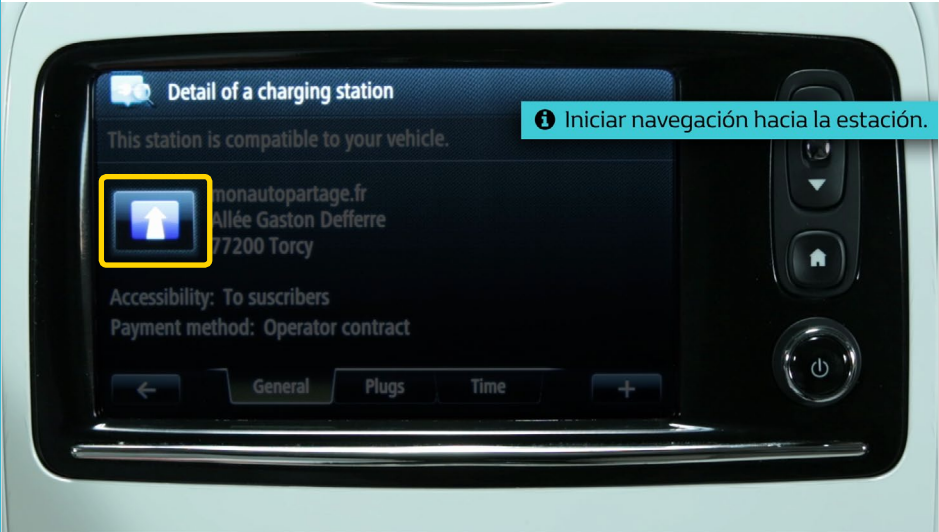 Detail of a charging station
Iniciar navegación hacia la estación.
This station is compatible to your vehicle.
monautopartage.fr
Allée Gaston Defferre
77200 Torcy
Accessibility: To suscribers
Payment method: Operator contract
General Plugs Time